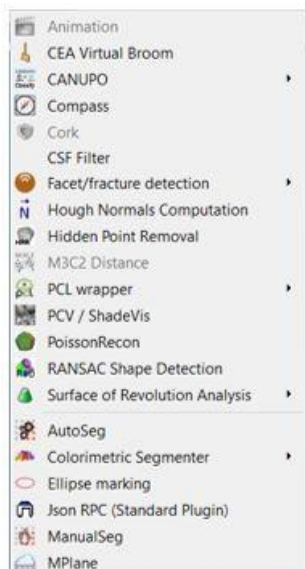 Animation
CEA Virtual Broom
CANUPO
Compass
Cork
CSF Filter
Facet/fracture detection
Hough Normals Computation
Hidden Point Removal
M3C2 Distance
PCL wrapper
PCV / ShadeVis
PoissonRecon
RANSAC Shape Detection
Surface of Revolution Analysis
AutoSeg
Colorimetric Segmenter
Ellipse marking
Json RPC (Standard Plugin)
ManualSeg
MPlane